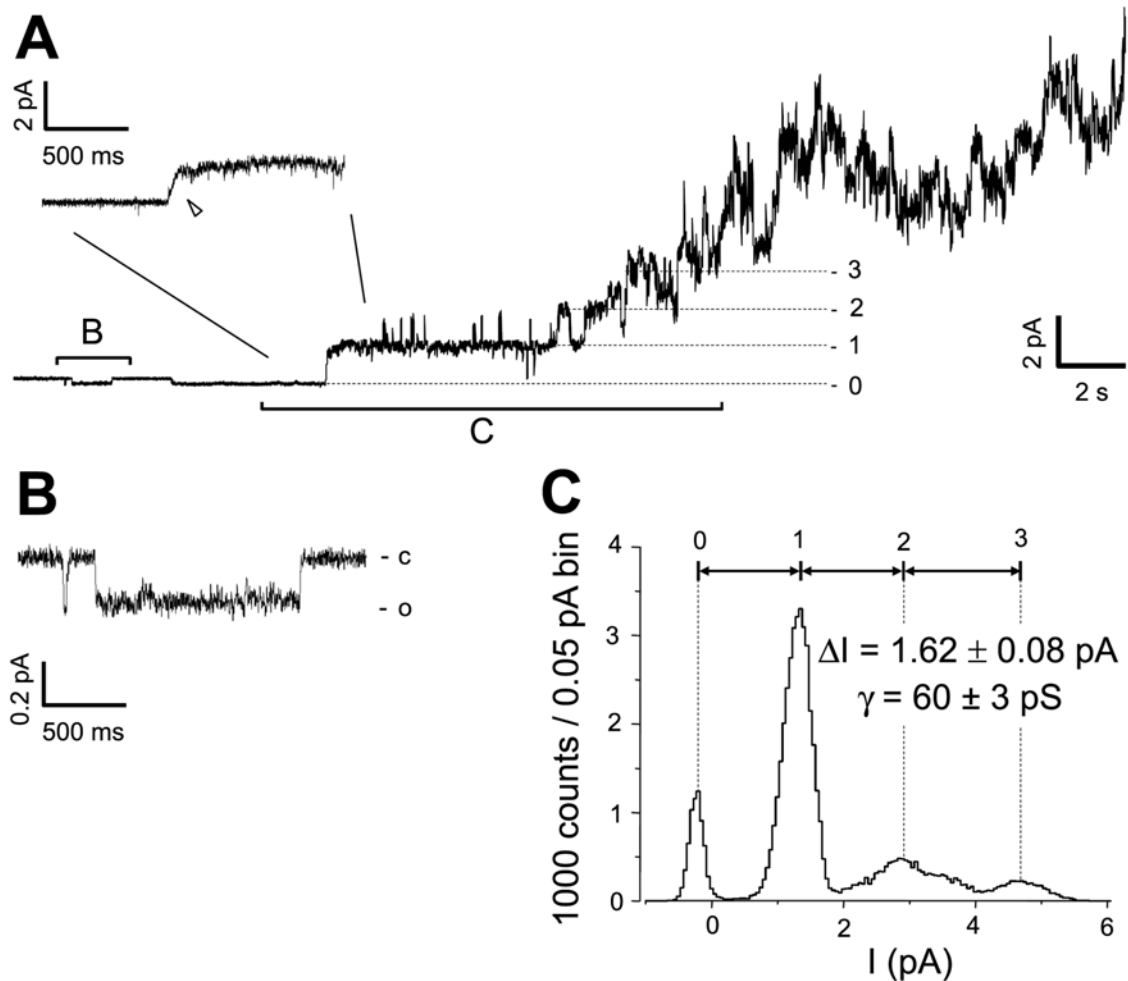 A
2 pA
500 ms
B
- 3
- 2
- 1
- 0
2 pA
2 s
C
B
- c
- o
0.2 pA
500 ms
C
1000 counts / 0.05 pA bin
4
3
2
1
0
0 1 2 3
ΔI = 1.62 ± 0.08 pA
γ = 60 ± 3 pS
0 2 4 6
I (pA)